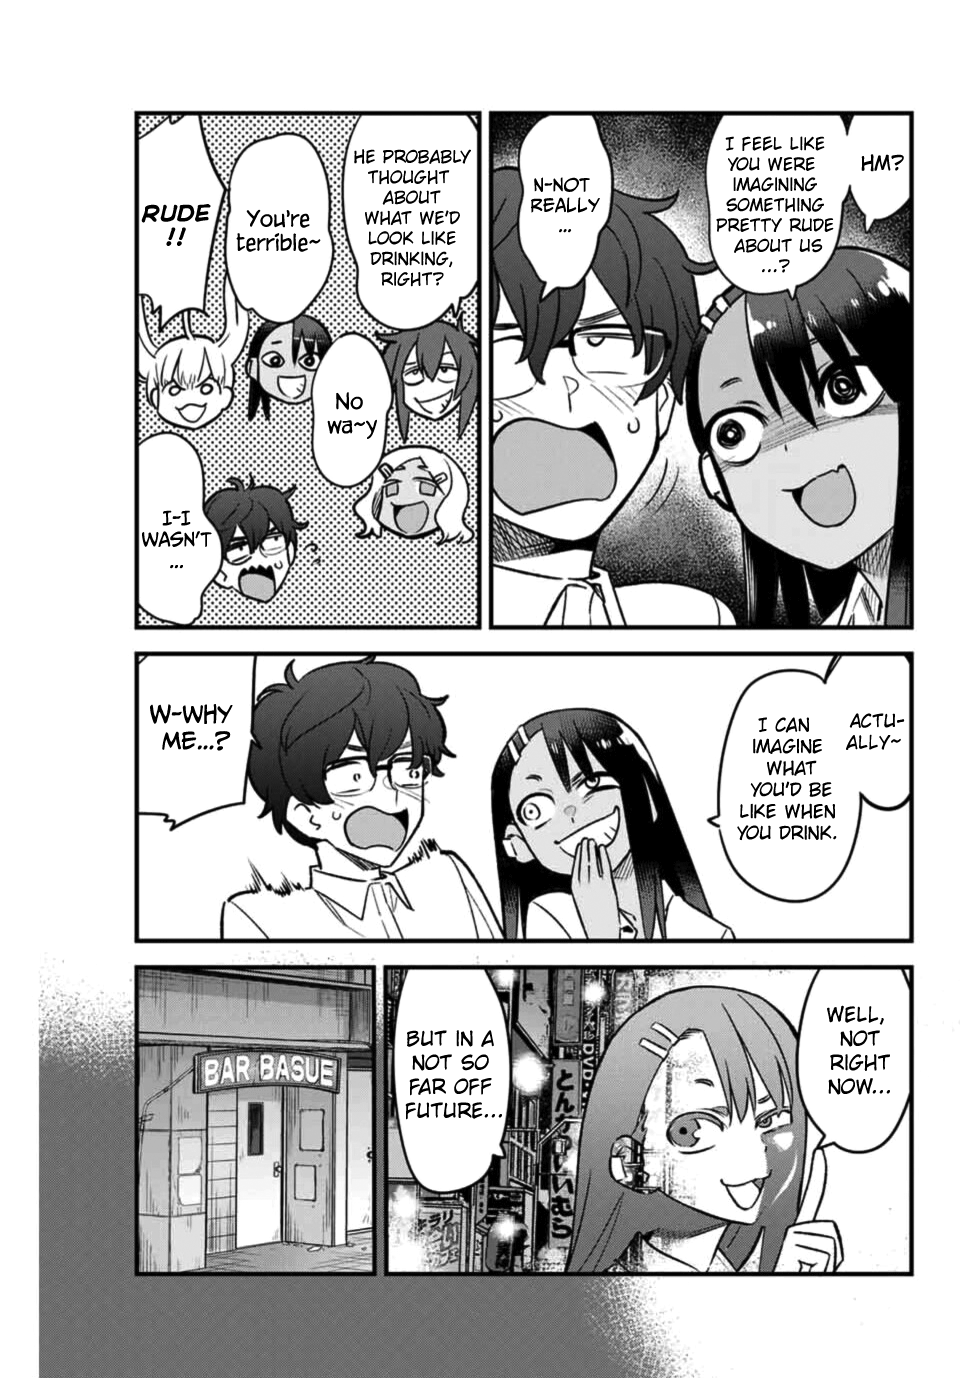 HM?
I FEEL LIKE
YOU WERE
IMAGINING
SOMETHING
PRETTY RUDE
ABOUT US
...?
N-NOT
REALLY
...
HE PROBABLY
THOUGHT
ABOUT
WHAT WE'D
LOOK LIKE
DRINKING,
RIGHT?
You're
terrible~
RUDE
!!
No
wa~y
I-I
WASN'T
...
ACTU-
ALLY~
I CAN
IMAGINE
WHAT
YOU'D BE
LIKE WHEN
YOU DRINK.
W-WHY
ME...?
WELL,
NOT
RIGHT
NOW...
BUT IN A
NOT SO
FAR OFF
FUTURE...
DVD
BAR BASUE